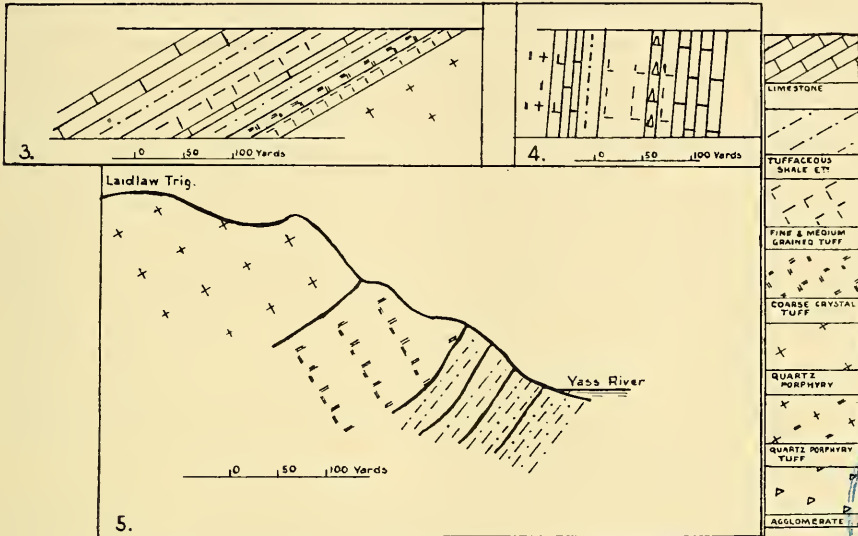 3.
0 50 100 Yards
4.
0 50 100 Yards
Laidlaw Trig.
Yass River
0 50 100 Yards
5.
LIMESTONE
TUFFACEOUS
SHALE ETC
FINE & MEDIUM
GRAINED TUFF
COARSE CRYSTAL
TUFF
QUARTZ
PORPHYRY
QUARTZ PORPHYRY
TUFF
AGGLOMERATE